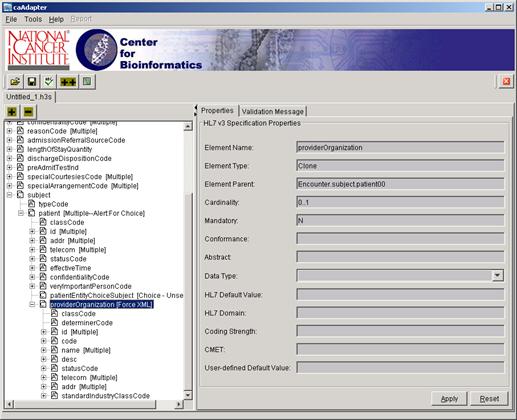 caAdapter
File Tools Help Report
NATIONAL
CANCER
INSTITUTE
Center
for
Bioinformatics
Untitled_1.h3s
confidentialityCode [Multiple]
reasonCode [Multiple]
admissionReferralSourceCode
lengthOfStayQuantity
dischargeDispositionCode
preAdmitTestInd
specialCourtesiesCode [Multiple]
specialArrangementCode [Multiple]
subject
typeCode
patient [Multiple--Alert:For Choice]
classCode
id [Multiple]
addr [Multiple]
telecom [Multiple]
statusCode
effectiveTime
confidentialityCode
veryImportantPersonCode
patientEntityChoiceSubject [Choice - Unse
providerOrganization [Force XML]
classCode
determinerCode
id [Multiple]
code
name [Multiple]
desc
statusCode
telecom [Multiple]
addr [Multiple]
standardIndustryClassCode
Properties Validation Message
HL7 v3 Specification Properties
Element Name: providerOrganization
Element Type: Clone
Element Parent: Encounter.subject.patient00
Cardinality: 0..1
Mandatory: N
Conformance:
Abstract:
Data Type:
HL7 Default Value:
HL7 Domain:
Coding Strength:
CMET:
User-defined Default Value:
Apply Reset